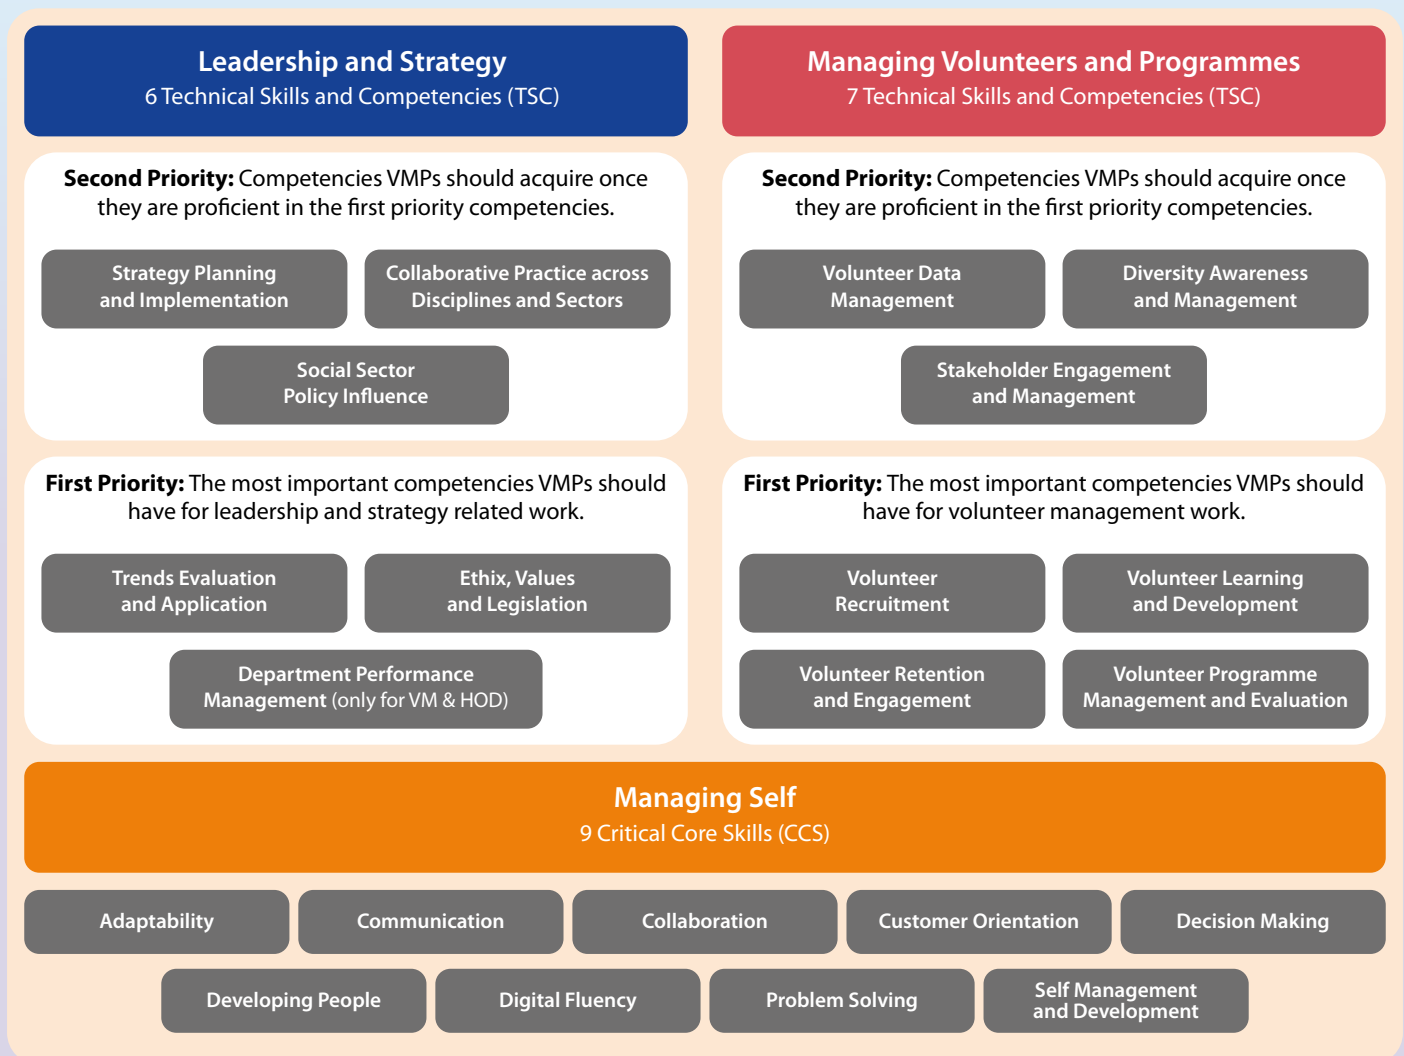 Leadership and Strategy
6 Technical Skills and Competencies (TSC)
Second Priority: Competencies VMPs should acquire once
they are proficient in the first priority competencies.
Strategy Planning
and Implementation
Collaborative Practice across
Disciplines and Sectors
Social Sector
Policy Influence
First Priority: The most important competencies VMPs should
have for leadership and strategy related work.
Trends Evaluation
and Application
Ethix, Values
and Legislation
Department Performance
Management (only for VM & HOD)
Managing Volunteers and Programmes
7 Technical Skills and Competencies (TSC)
Second Priority: Competencies VMPs should acquire once
they are proficient in the first priority competencies.
Volunteer Data
Management
Diversity Awareness
and Management
Stakeholder Engagement
and Management
First Priority: The most important competencies VMPs should
have for volunteer management work.
Volunteer
Recruitment
Volunteer Learning
and Development
Volunteer Retention
and Engagement
Volunteer Programme
Management and Evaluation
Managing Self
9 Critical Core Skills (CCS)
Adaptability
Communication
Collaboration
Customer Orientation
Decision Making
Developing People
Digital Fluency
Problem Solving
Self Management
and Development